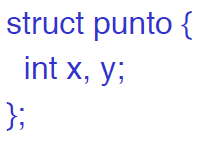 struct punto {
int x, y;
};